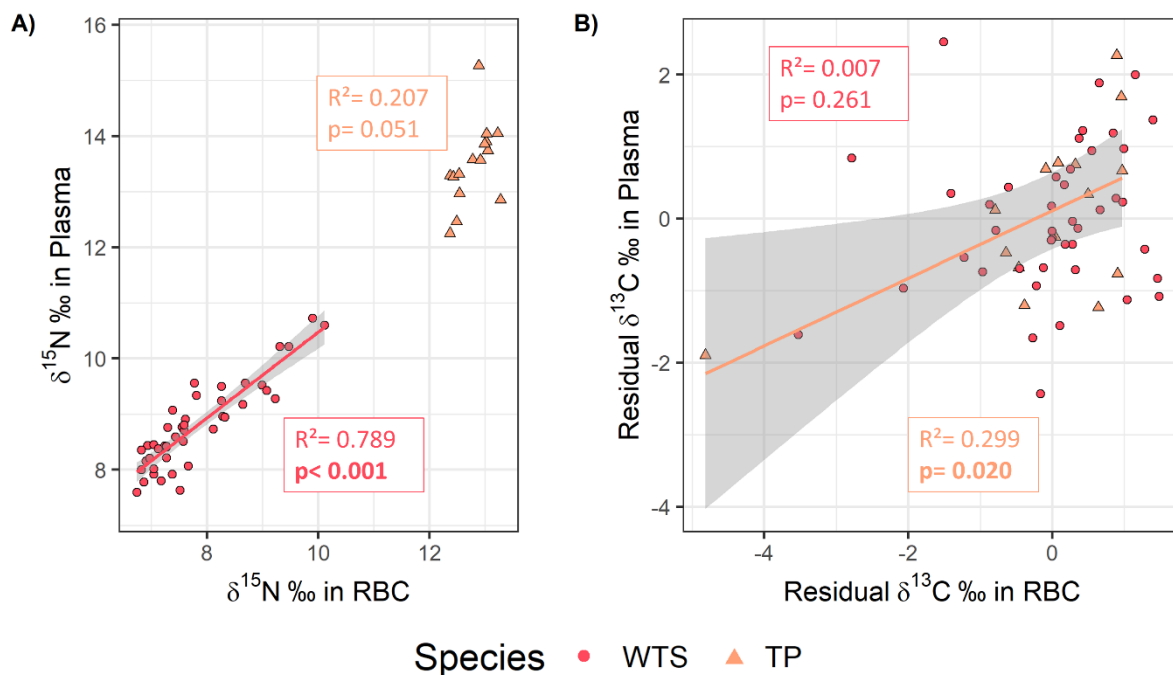 A)
16
14
12
10
8
δ¹⁵N ‰ in Plasma
R²= 0.207
p= 0.051
R²= 0.789
p< 0.001
8
10
12
δ¹⁵N ‰ in RBC
B)
2
0
-2
-4
Residual δ¹³C ‰ in Plasma
R²= 0.007
p= 0.261
R²= 0.299
p= 0.020
-4
-2
0
Residual δ¹³C ‰ in RBC
Species WTS TP